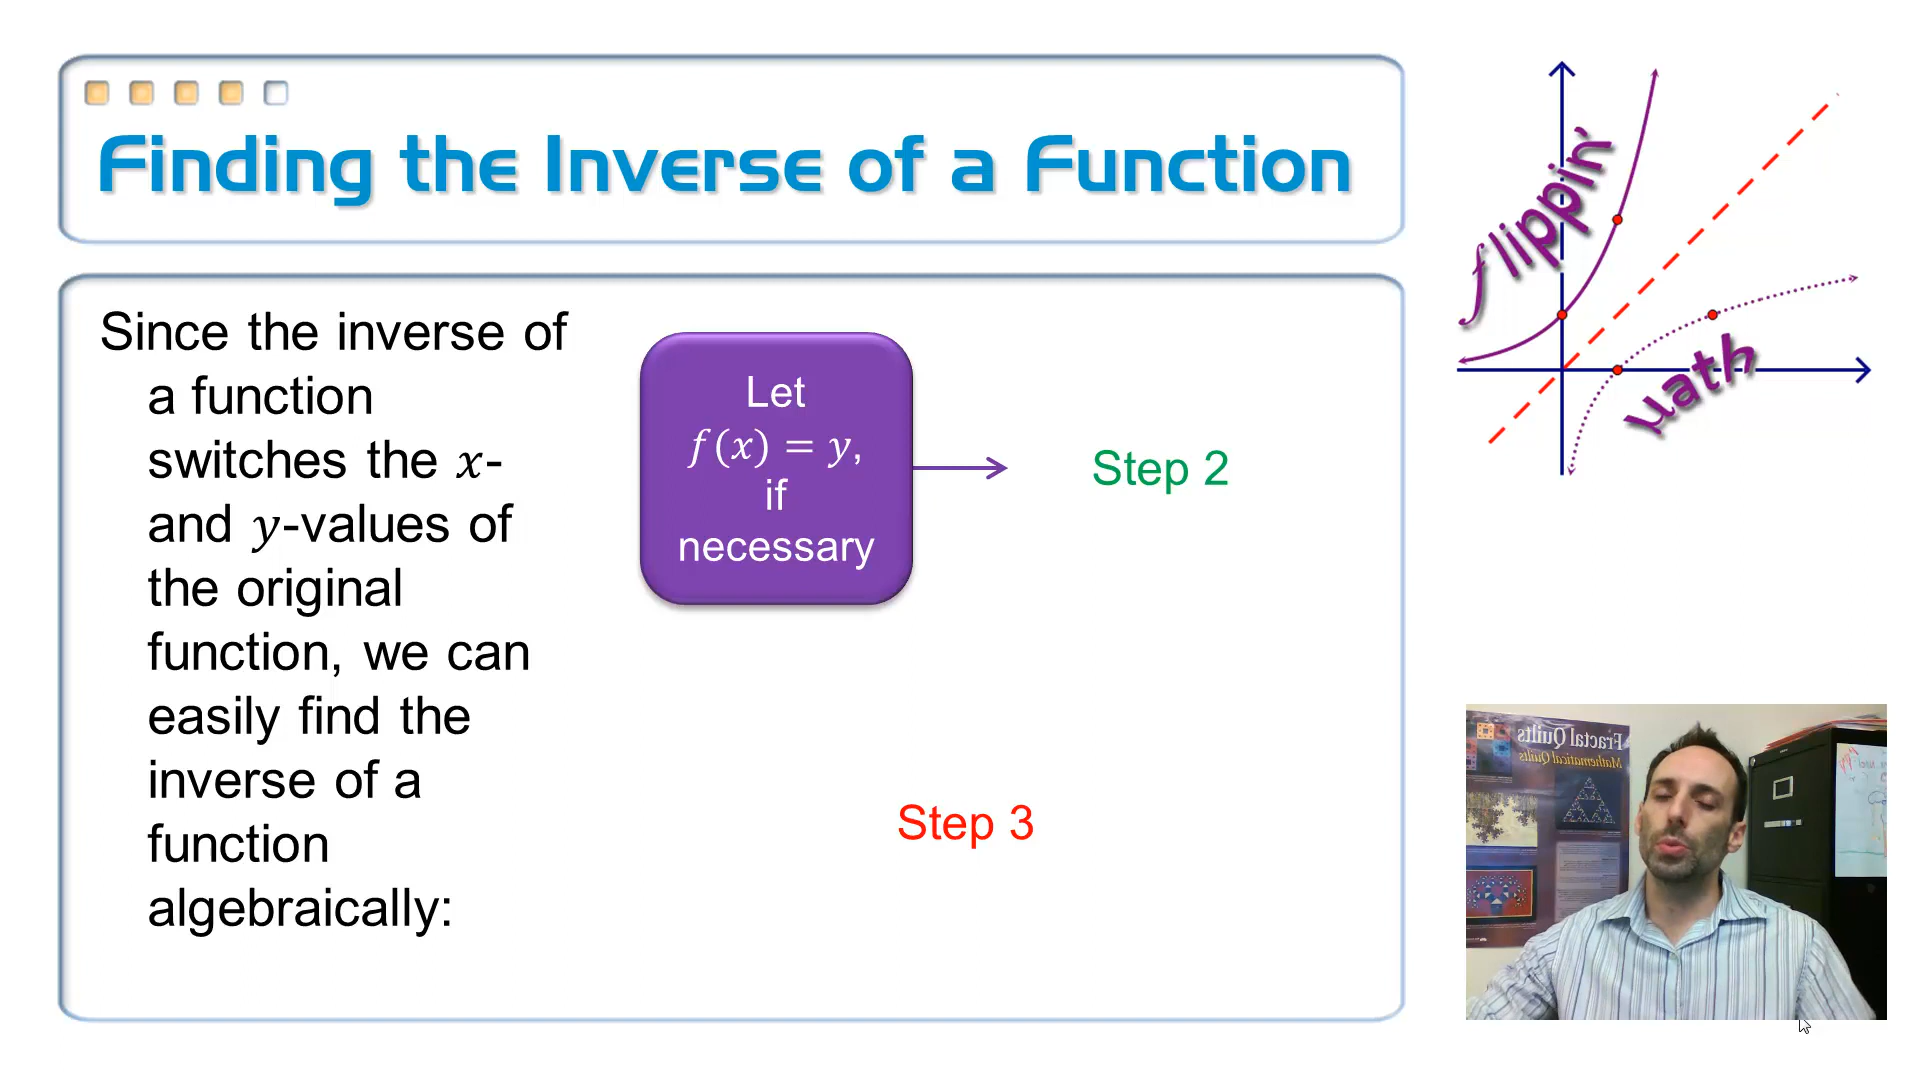 Finding the Inverse of a Function
Since the inverse of
a function
switches the x-
and y-values of
the original
function, we can
easily find the
inverse of a
function
algebraically:
Let
f(x) = y,
if
necessary
Step 2
Step 3
flippin'
math
Fractal Quilts
Mathematical Quilts